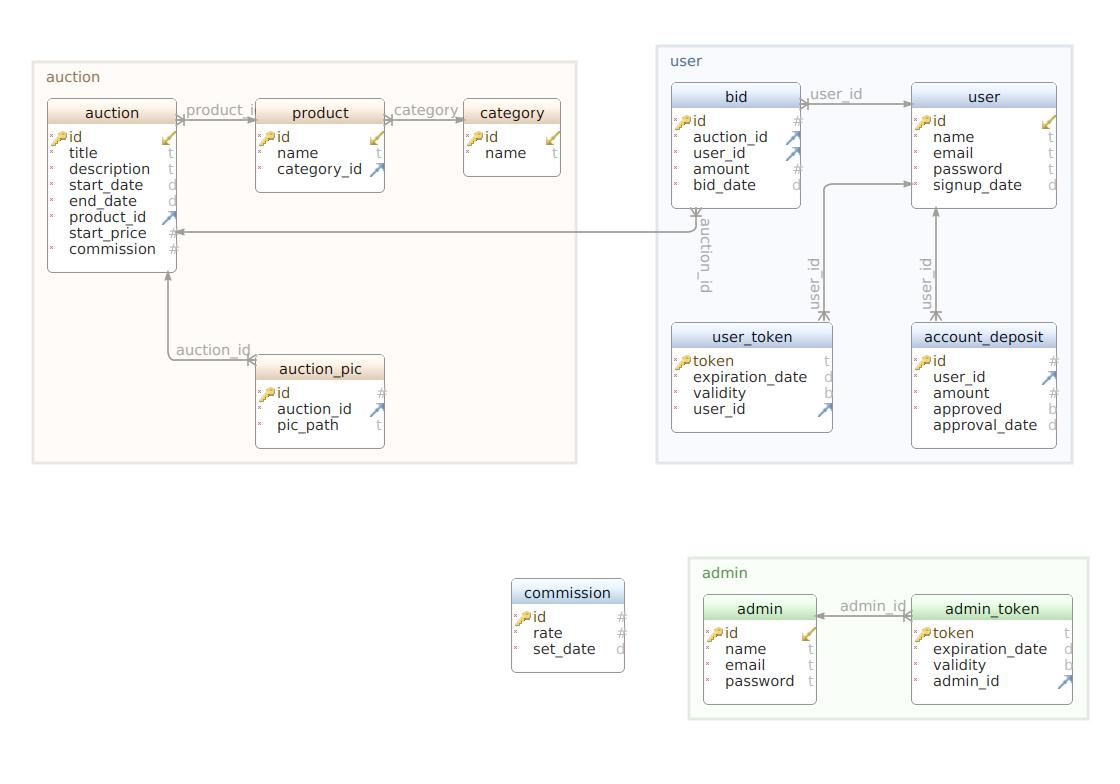 auction
auction
id
title t
description t
start_date d
end_date d
product_id
start_price #
commission #
product_i
product
id
name t
category_id
category
category
id
name t
auction_id
auction_pic
id #
auction_id
pic_path t
user
bid
id #
auction_id
user_id
amount #
bid_date d
user_id
user
id
name t
email t
password t
signup_date d
auction_id
user_id
user_id
user_token
token t
expiration_date d
validity b
user_id
account_deposit
id #
user_id
amount #
approved b
approval_date d
commission
id #
rate #
set_date d
admin
admin
id
name t
email t
password t
admin_id
admin_token
token t
expiration_date d
validity b
admin_id